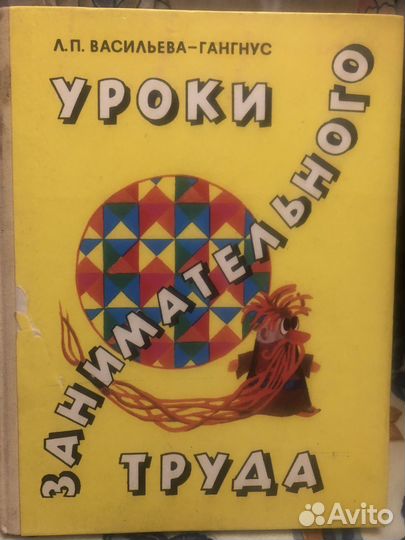 Л.П. ВАСИЛЬЕВА-ГАНГНУС
УРОКИ
ЗАНИМАТЕЛЬНОГО
ТРУДА
Avito